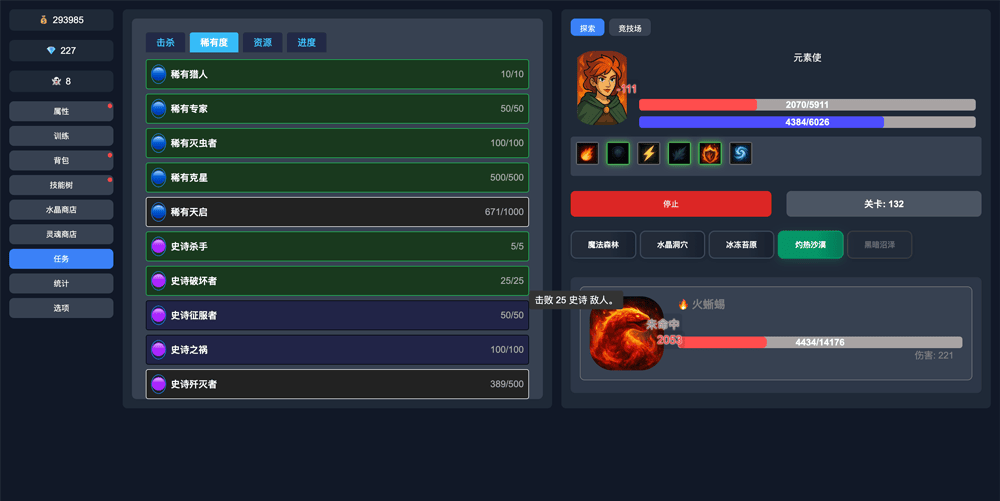 293985
227
8
属性
训练
背包
技能树
水晶商店
灵魂商店
任务
统计
选项
击杀
稀有度
资源
进度
稀有猎人 10/10
稀有专家 50/50
稀有灭虫者 100/100
稀有克星 500/500
稀有天启 671/1000
史诗杀手 5/5
史诗破坏者 25/25
史诗征服者 50/50
史诗之祸 100/100
史诗歼灭者 389/500
击败 25 史诗 敌人。
探索
竞技场
元素使
-111
2070/5911
4384/6026
停止
关卡: 132
魔法森林
水晶洞穴
冰冻苔原
灼热沙漠
黑暗沼泽
火蜥蜴
未命中
2053
4434/14176
伤害: 221